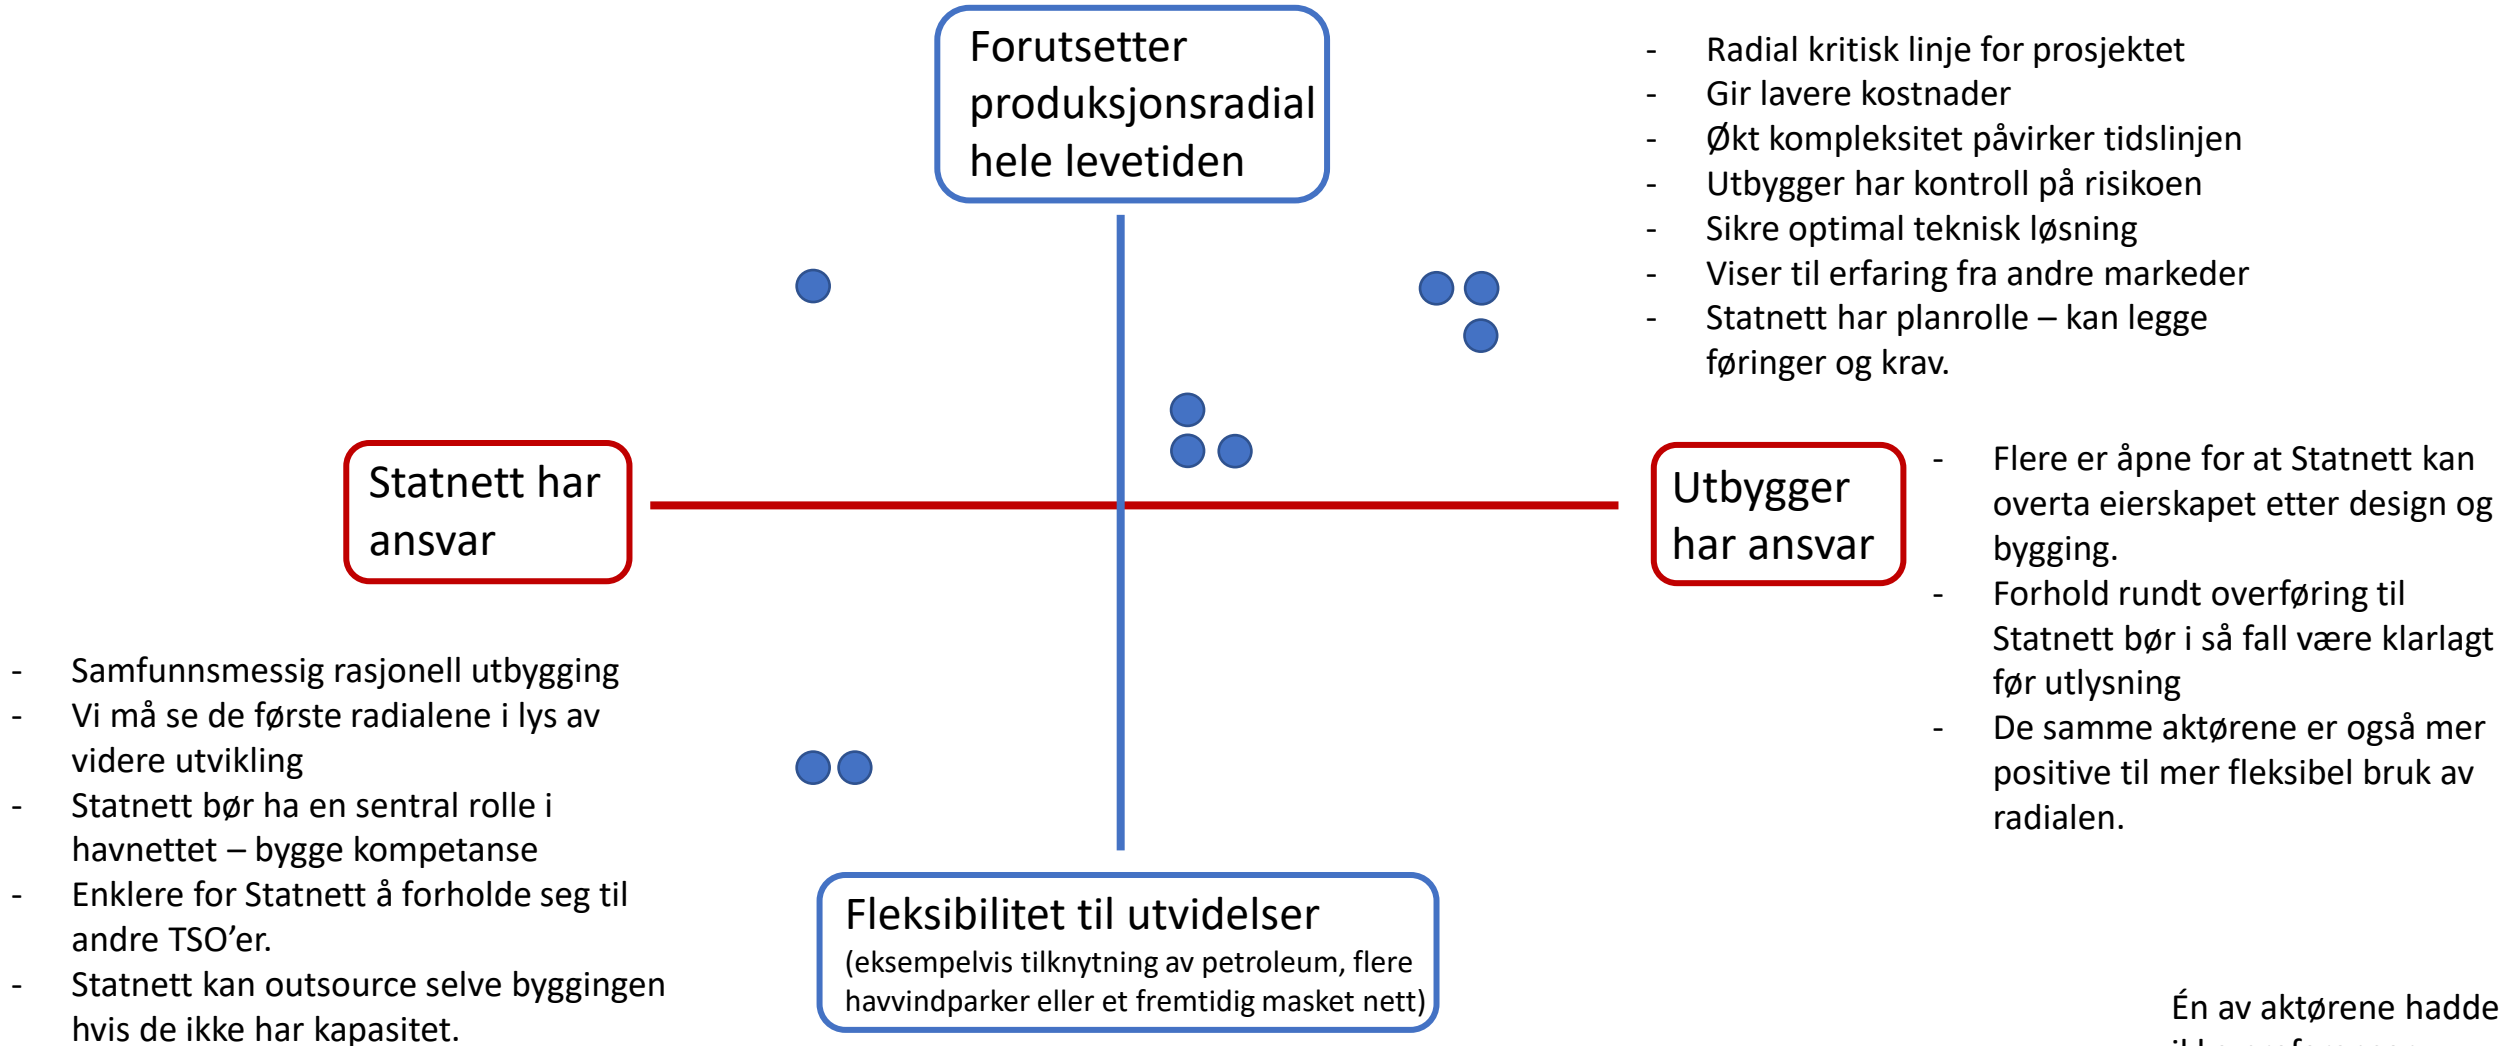 Forutsetter
produksjonsradial
hele levetiden
- Radial kritisk linje for prosjektet
- Gir lavere kostnader
- Økt kompleksitet påvirker tidslinjen
- Utbygger har kontroll på risikoen
- Sikre optimal teknisk løsning
- Viser til erfaring fra andre markeder
- Statnett har planrolle – kan legge
føringer og krav.
Statnett har
ansvar
Utbygger
har ansvar
- Flere er åpne for at Statnett kan
overta eierskapet etter design og
bygging.
- Forhold rundt overføring til
Statnett bør i så fall være klarlagt
før utlysning
- De samme aktørene er også mer
positive til mer fleksibel bruk av
radialen.
- Samfunnsmessig rasjonell utbygging
- Vi må se de første radialene i lys av
videre utvikling
- Statnett bør ha en sentral rolle i
havnettet – bygge kompetanse
- Enklere for Statnett å forholde seg til
andre TSO’er.
- Statnett kan outsource selve byggingen
hvis de ikke har kapasitet.
Fleksibilitet til utvidelser
(eksempelvis tilknytning av petroleum, flere
havvindparker eller et fremtidig masket nett)
Én av aktørene hadde